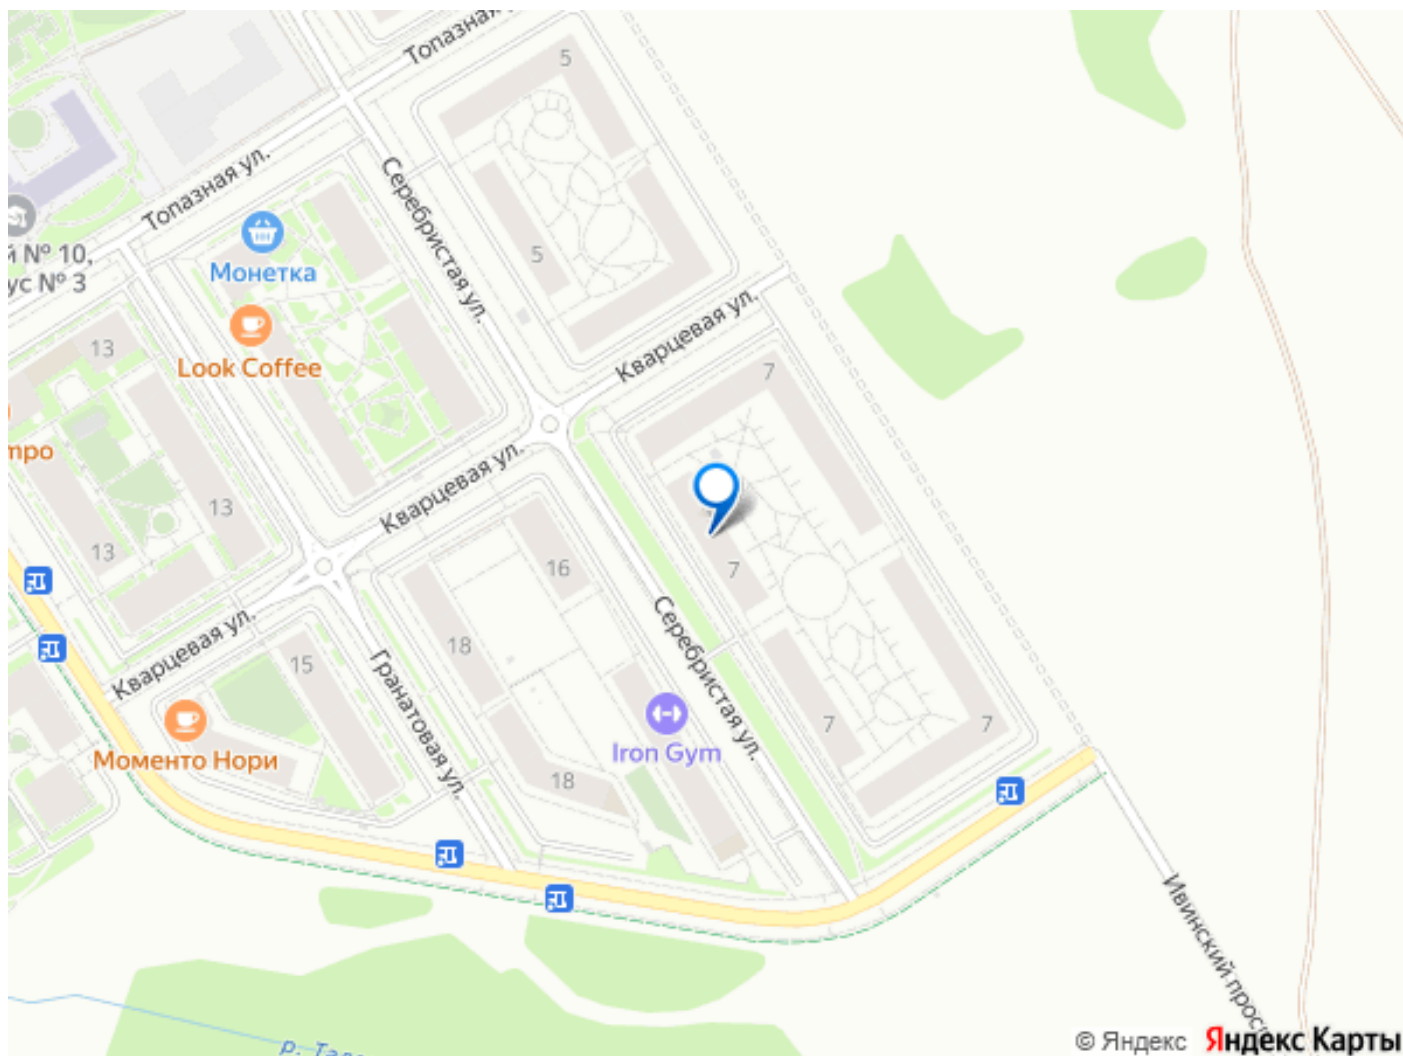 Топазная
5
Топазная ул.
Серебристая ул.
Монетка
й № 10,
ус № 3
5
Кварцевая ул.
Look Coffee
13
7
мро
Кварцевая ул.
13
13
16
7
Серебристая ул.
Кварцевая ул.
15
18
Гранатовая ул.
Моменто Нори
Iron Gym
7
7
18
Ивинский
© Яндекс Яндекс Карты